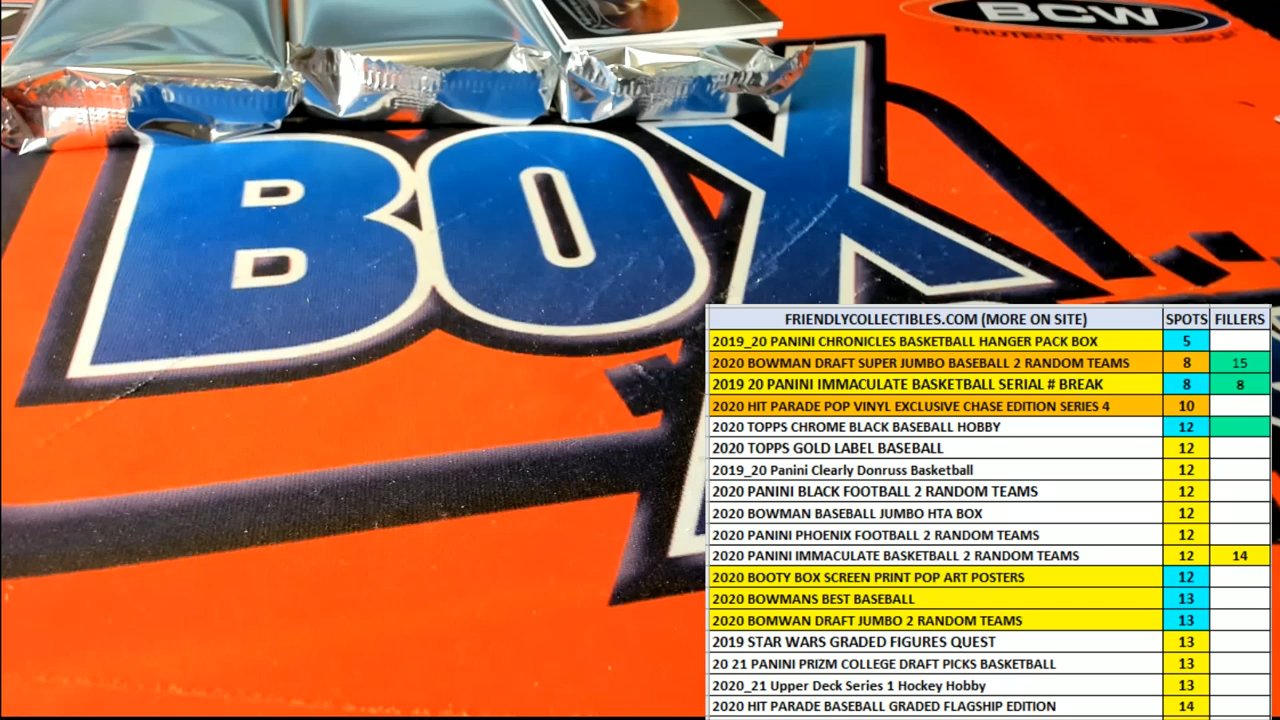 BCW
PROTECT STORE DISPLAY
BOX
FRIENDLYCOLLECTIBLES.COM (MORE ON SITE) SPOTS FILLERS
2019_20 PANINI CHRONICLES BASKETBALL HANGER PACK BOX 5
2020 BOWMAN DRAFT SUPER JUMBO BASEBALL 2 RANDOM TEAMS 8 15
2019 20 PANINI IMMACULATE BASKETBALL SERIAL # BREAK 8 8
2020 HIT PARADE POP VINYL EXCLUSIVE CHASE EDITION SERIES 4 10
2020 TOPPS CHROME BLACK BASEBALL HOBBY 12
2020 TOPPS GOLD LABEL BASEBALL 12
2019_20 Panini Clearly Donruss Basketball 12
2020 PANINI BLACK FOOTBALL 2 RANDOM TEAMS 12
2020 BOWMAN BASEBALL JUMBO HTA BOX 12
2020 PANINI PHOENIX FOOTBALL 2 RANDOM TEAMS 12
2020 PANINI IMMACULATE BASKETBALL 2 RANDOM TEAMS 12 14
2020 BOOTY BOX SCREEN PRINT POP ART POSTERS 12
2020 BOWMANS BEST BASEBALL 13
2020 BOMWAN DRAFT JUMBO 2 RANDOM TEAMS 13
2019 STAR WARS GRADED FIGURES QUEST 13
20 21 PANINI PRIZM COLLEGE DRAFT PICKS BASKETBALL 13
2020_21 Upper Deck Series 1 Hockey Hobby 13
2020 HIT PARADE BASEBALL GRADED FLAGSHIP EDITION 14